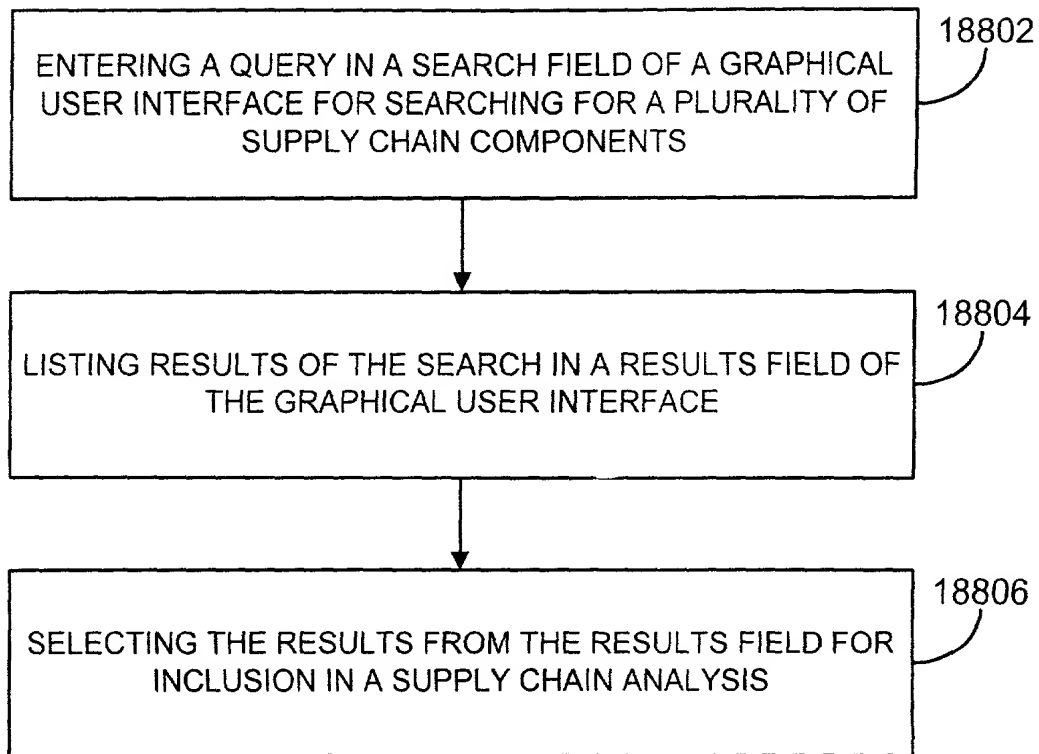 18802
ENTERING A QUERY IN A SEARCH FIELD OF A GRAPHICAL
USER INTERFACE FOR SEARCHING FOR A PLURALITY OF
SUPPLY CHAIN COMPONENTS
18804
LISTING RESULTS OF THE SEARCH IN A RESULTS FIELD OF
THE GRAPHICAL USER INTERFACE
18806
SELECTING THE RESULTS FROM THE RESULTS FIELD FOR
INCLUSION IN A SUPPLY CHAIN ANALYSIS